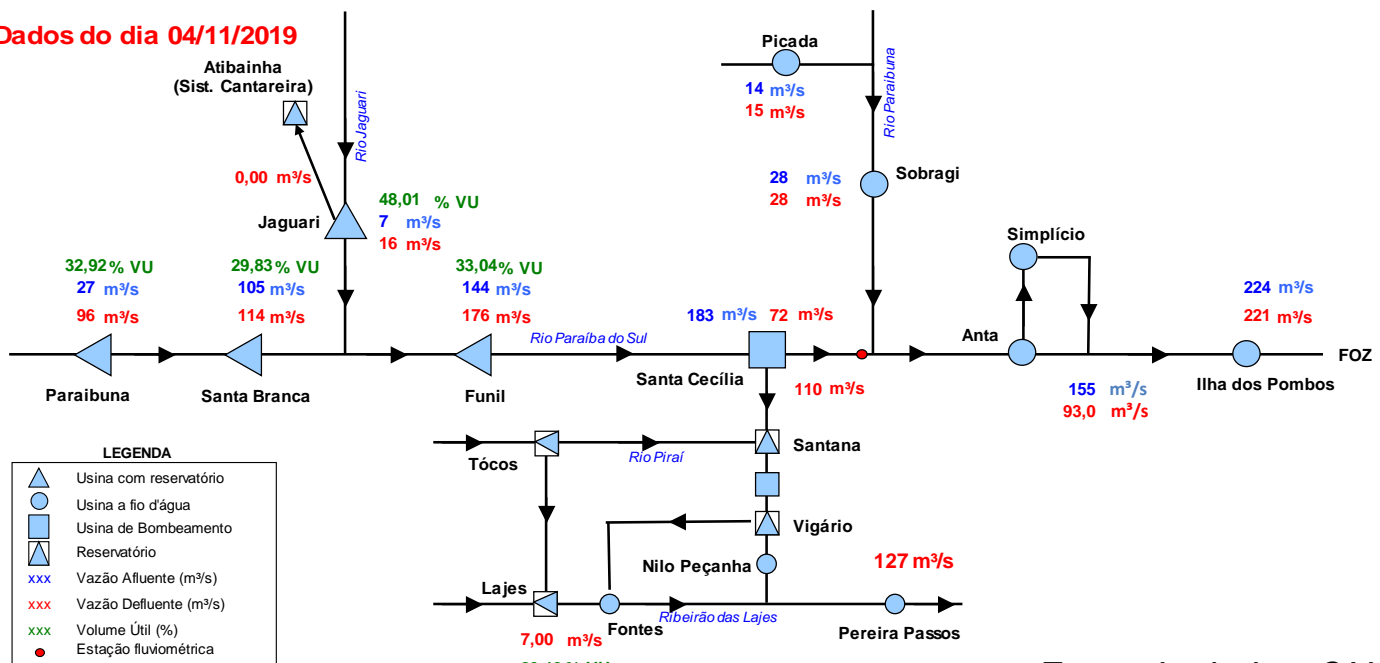 Dados do dia 04/11/2019
Atibainha
(Sist. Cantareira)
Rio Jaguari
0,00 m³/s
Jaguari
48,01 % VU
7 m³/s
16 m³/s
Picada
14 m³/s
15 m³/s
Rio Paraibuna
28 m³/s
28 m³/s
Sobragi
32,92 % VU
27 m³/s
96 m³/s
Paraibuna
29,83 % VU
105 m³/s
114 m³/s
Santa Branca
33,04 % VU
144 m³/s
176 m³/s
Funil
Rio Paraíba do Sul
183 m³/s
72 m³/s
Santa Cecília
110 m³/s
Simplício
Anta
155 m³/s
93,0 m³/s
224 m³/s
221 m³/s
Ilha dos Pombos
FOZ
Tócos
Rio Piraí
Santana
Vigário
Nilo Peçanha
127 m³/s
Lajes
7,00 m³/s
Fontes
Ribeirão das Lajes
Pereira Passos
LEGENDA
Usina com reservatório
Usina a fio d'água
Usina de Bombeamento
Reservatório
xxx Vazão Afluente (m³/s)
xxx Vazão Defluente (m³/s)
xxx Volume Útil (%)
Estação fluviométrica